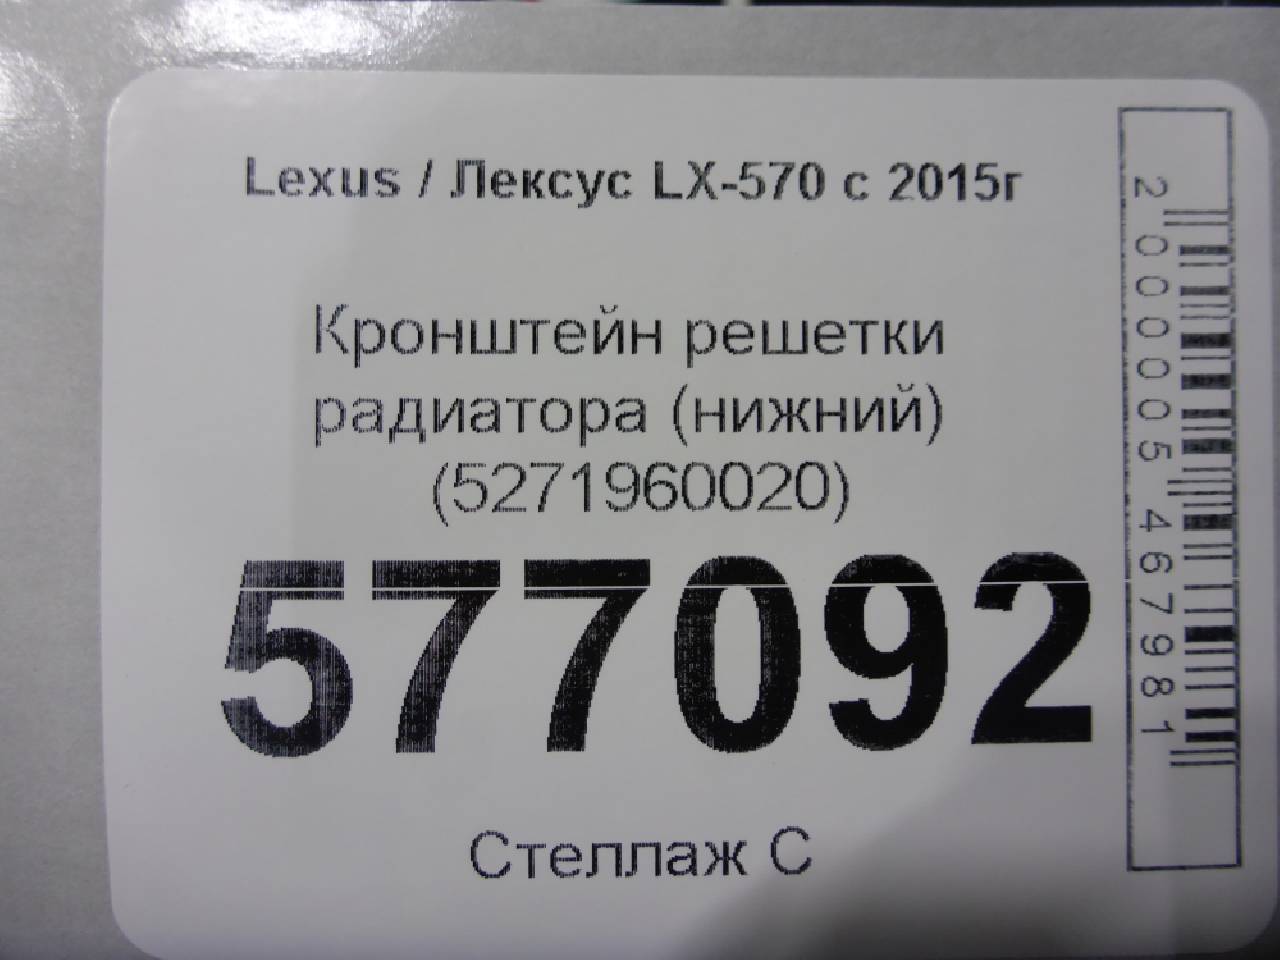 Lexus / Лексус LX-570 с 2015г
Кронштейн решетки
радиатора (нижний)
(5271960020)
577092
Стеллаж С
2000005467981